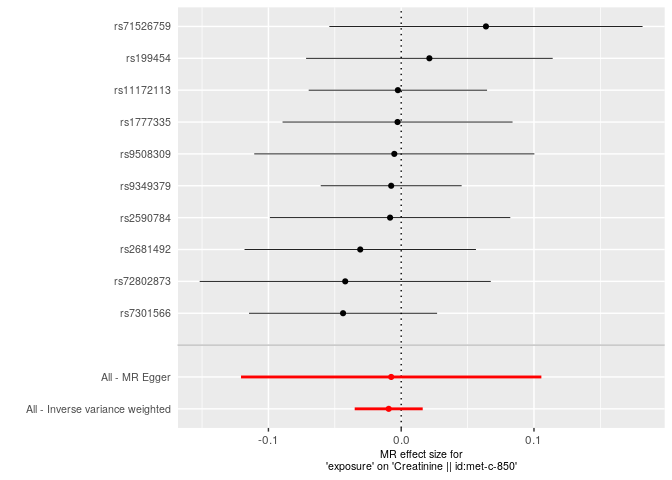 rs71526759
rs199454
rs11172113
rs1777335
rs9508309
rs9349379
rs2590784
rs2681492
rs72802873
rs7301566
All - MR Egger
All - Inverse variance weighted
-0.1
0.0
0.1
MR effect size for
'exposure' on 'Creatinine || id:met-c-850'